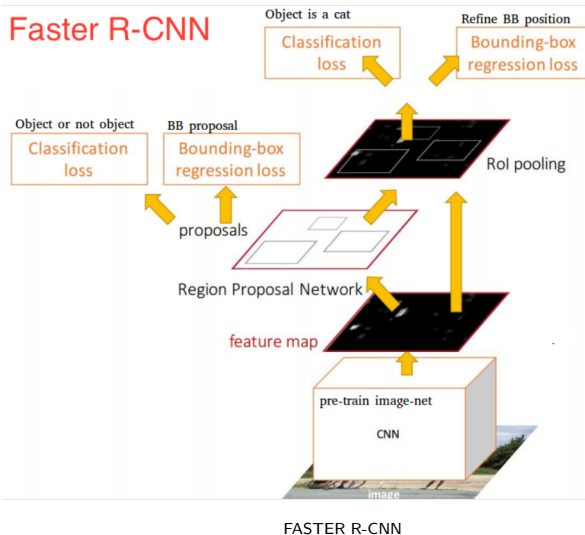 Faster R-CNN
Object is a cat
Classification
loss
Refine BB position
Bounding-box
regression loss
Object or not object
Classification
loss
BB proposal
Bounding-box
regression loss
RoI pooling
proposals
Region Proposal Network
feature map
pre-train image-net
CNN
image
FASTER R-CNN